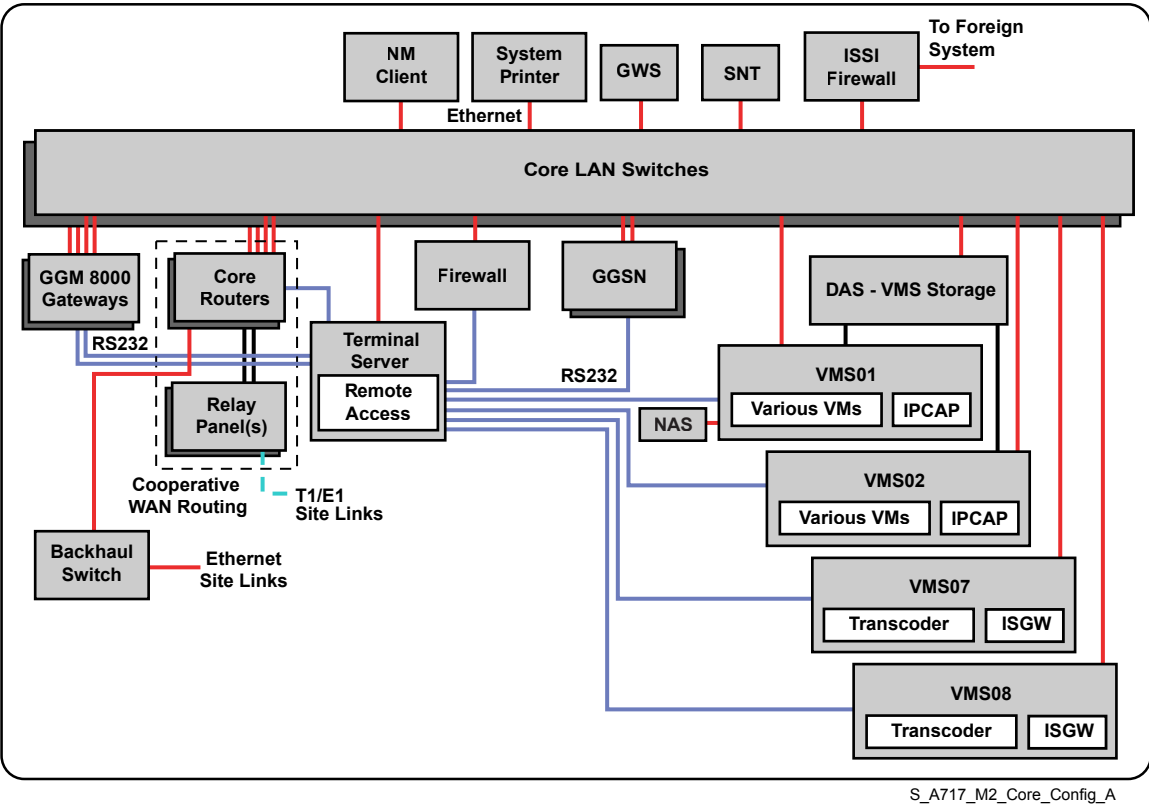 To Foreign
System
NM
Client
System
Printer
GWS
SNT
ISSI
Firewall
Ethernet
Core LAN Switches
GGM 8000
Gateways
Core
Routers
Firewall
GGSN
DAS - VMS Storage
RS232
Terminal
Server
Remote
Access
RS232
VMS01
Various VMs
IPCAP
NAS
Relay
Panel(s)
VMS02
Various VMs
IPCAP
Cooperative
WAN Routing
T1/E1
Site Links
Backhaul
Switch
Ethernet
Site Links
VMS07
Transcoder
ISGW
VMS08
Transcoder
ISGW
S_A717_M2_Core_Config_A